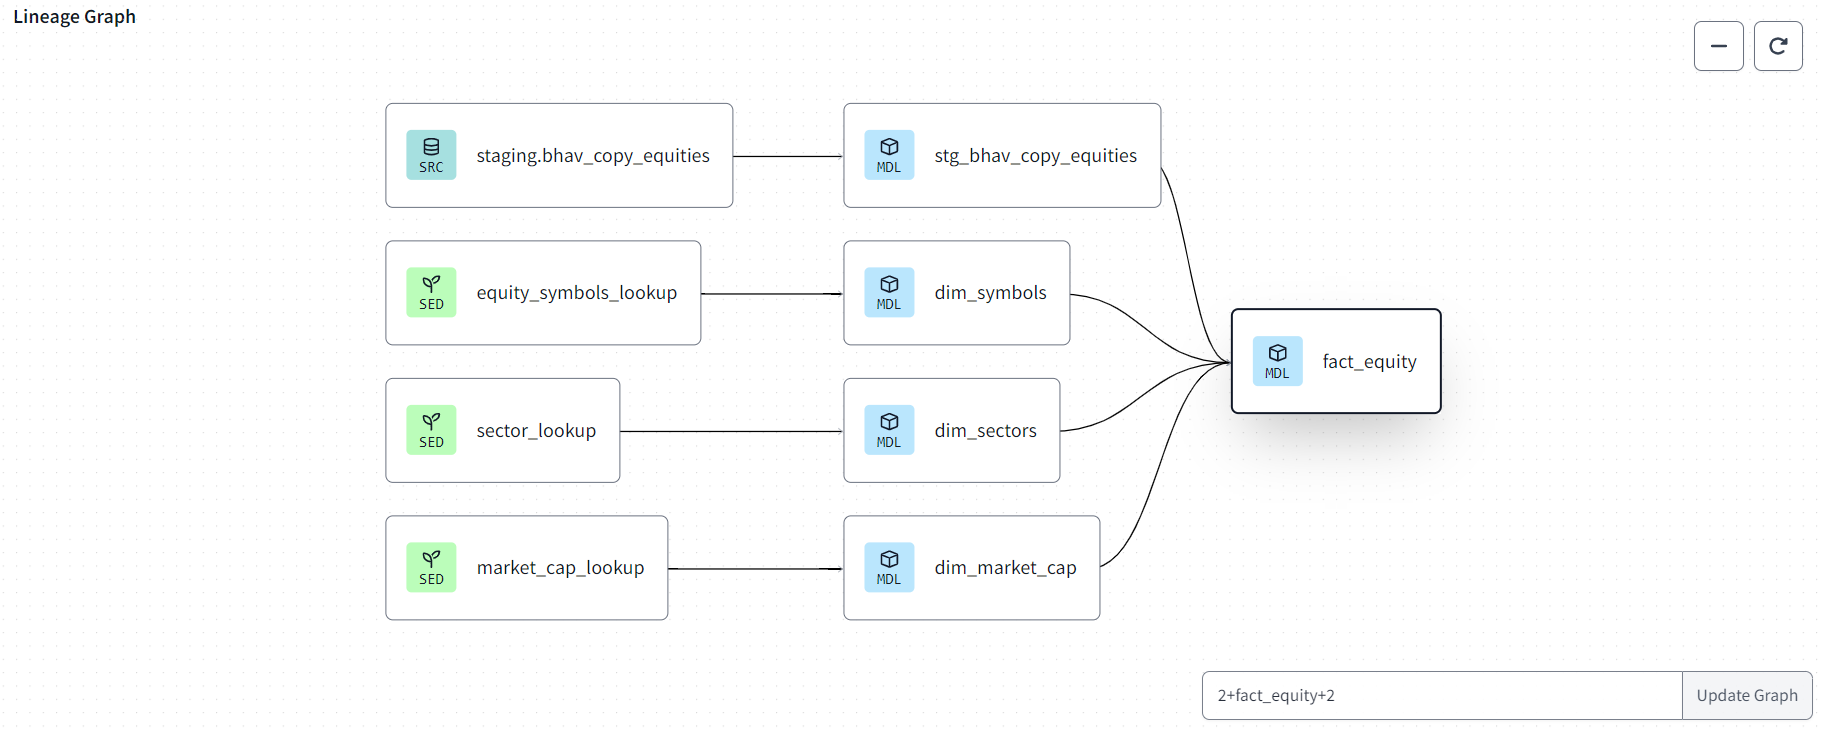 Lineage Graph
SRC
staging.bhav_copy_equities
MDL
stg_bhav_copy_equities
SED
equity_symbols_lookup
MDL
dim_symbols
MDL
fact_equity
SED
sector_lookup
MDL
dim_sectors
SED
market_cap_lookup
MDL
dim_market_cap
2+fact_equity+2
Update Graph